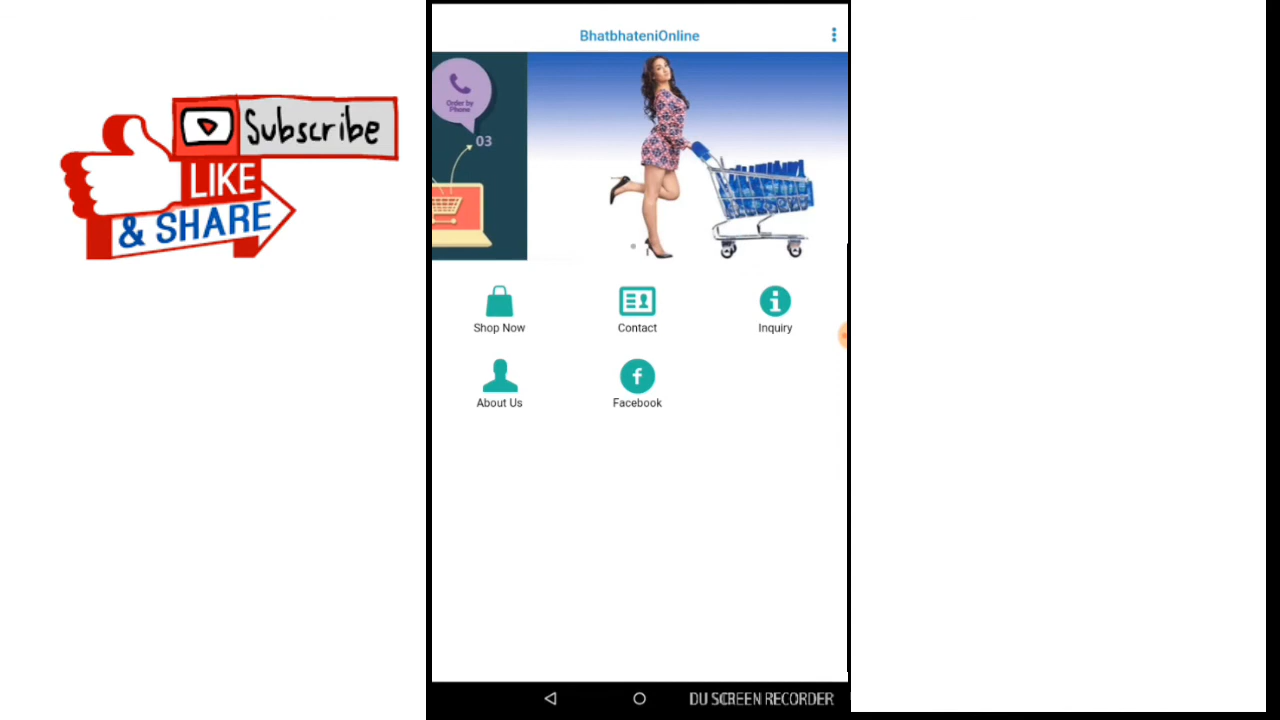 Subscribe
LIKE
& SHARE
BhatbhateniOnline
Order by
Phone
03
Shop Now
Contact
Inquiry
About Us
Facebook
DU SCREEN RECORDER